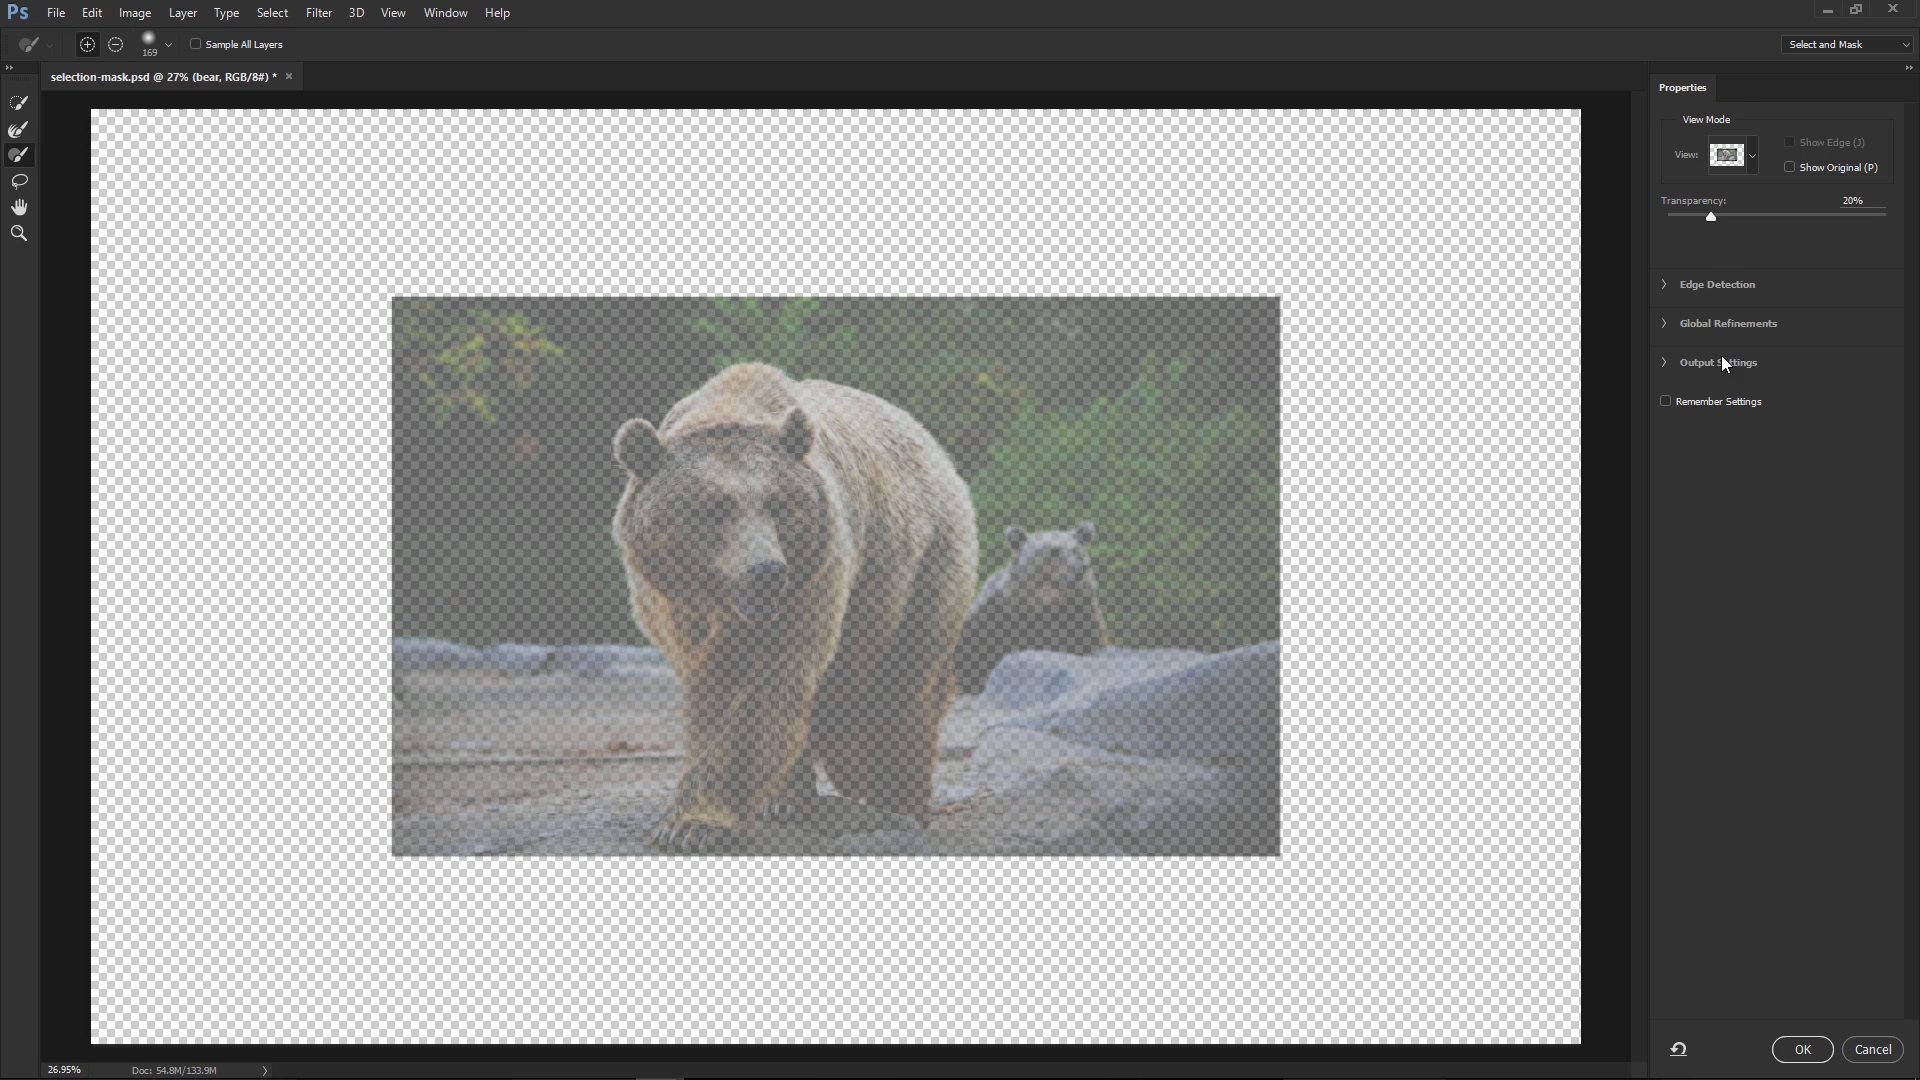 Ps File Edit Image Layer Type Select Filter 3D View Window Help
169 Sample All Layers Select and Mask
selection-mask.psd @ 27% (bear, RGB/8#) *
Properties
View Mode
Show Edge (J)
View:
Show Original (P)
Transparency: 20%
Edge Detection
Global Refinements
Output Settings
Remember Settings
OK Cancel
26.95% Doc: 54.8M/133.9M